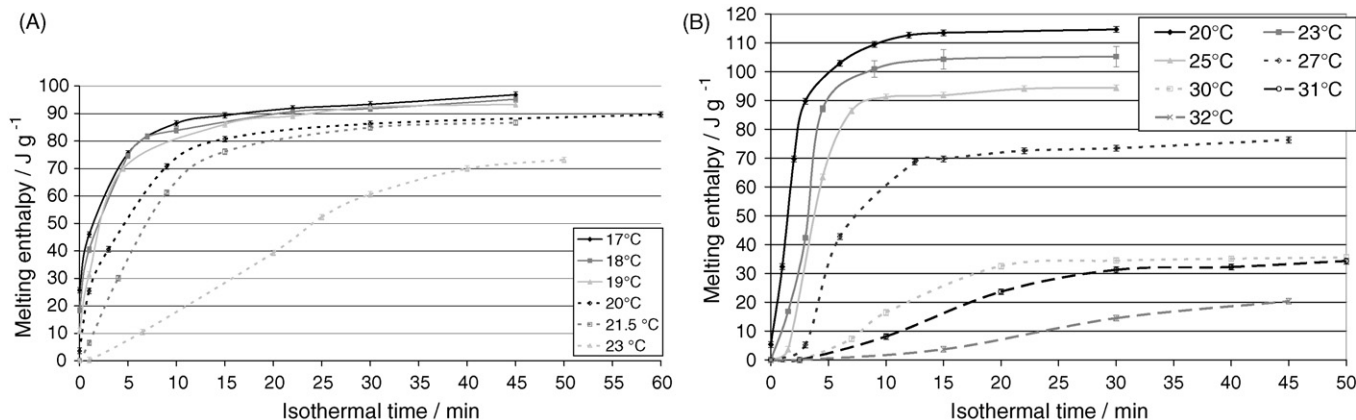 (A)
Melting enthalpy / J g⁻¹
100
90
80
70
60
50
40
30
20
10
0
0 5 10 15 20 25 30 35 40 45 50 55 60
Isothermal time / min
17°C
18°C
19°C
20°C
21.5 °C
23 °C
(B)
Melting enthalpy / J g⁻¹
120
110
100
90
80
70
60
50
40
30
20
10
0
0 5 10 15 20 25 30 35 40 45 50
Isothermal time / min
20°C 23°C
25°C 27°C
30°C 31°C
32°C